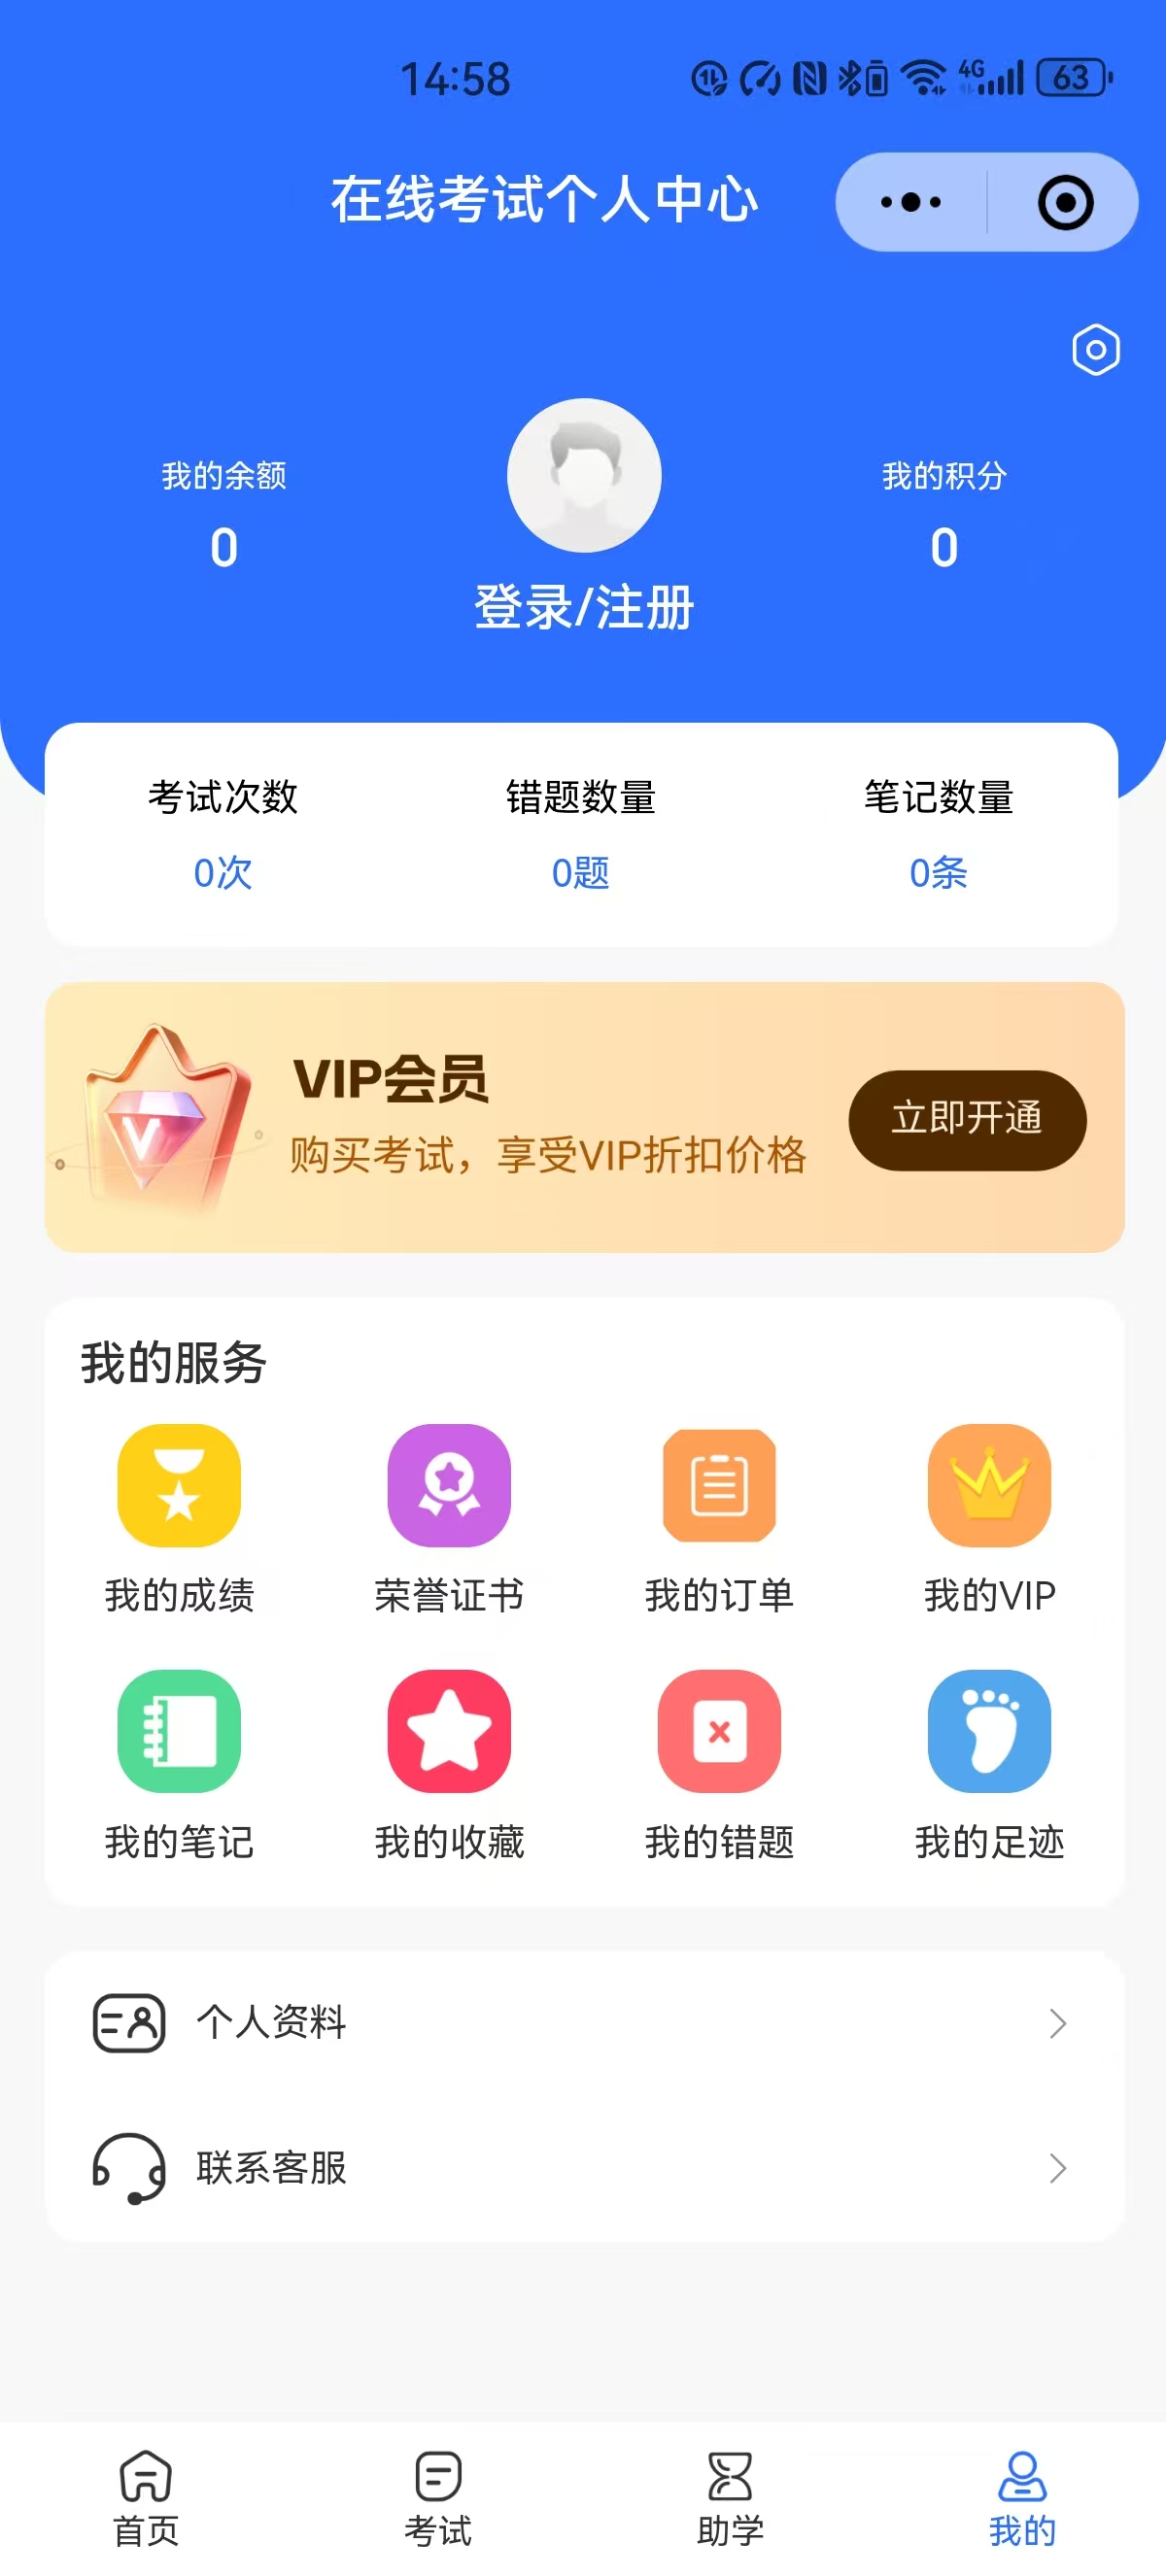 14:58
4G
63
在线考试个人中心
我的余额
我的积分
0
0
登录/注册
考试次数 错题数量 笔记数量
0次 0题 0条
V
VIP会员
购买考试，享受VIP折扣价格
立即开通
我的服务
我的成绩 荣誉证书 我的订单 我的VIP
我的笔记 我的收藏 我的错题 我的足迹
个人资料
联系客服
首页 考试 助学 我的